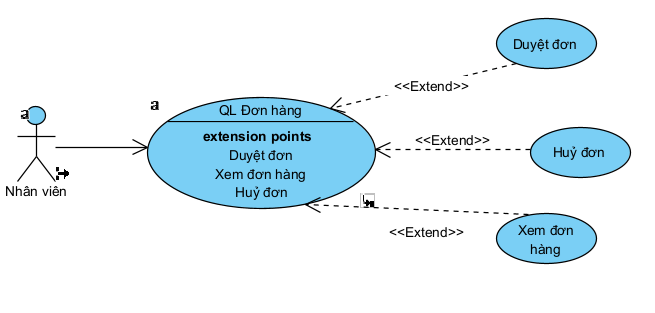 Duyệt đơn
<<Extend>>
a
QL Đơn hàng
a
extension points
Duyệt đơn
Xem đơn hàng
Huỷ đơn
<<Extend>>
Huỷ đơn
Nhân viên
<<Extend>>
Xem đơn
hàng